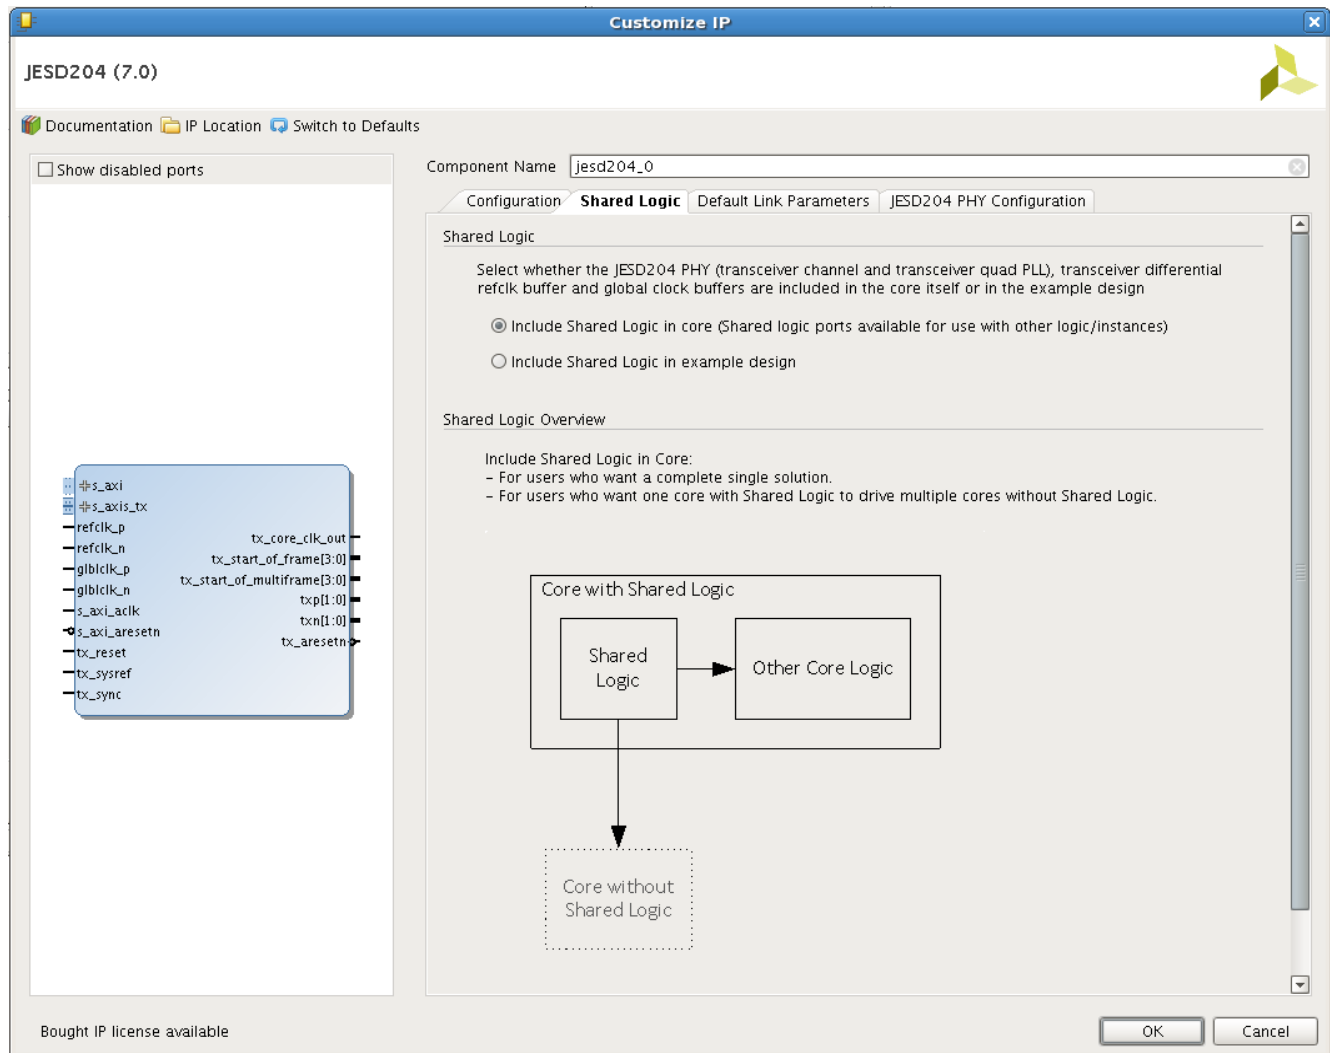 Customize IP
JESD204 (7.0)
Documentation IP Location Switch to Defaults
Show disabled ports
s_axi
s_axis_tx
refclk_p
refclk_n
glblclk_p
glblclk_n
s_axi_aclk
s_axi_aresetn
tx_reset
tx_sysref
tx_sync
tx_core_clk_out
tx_start_of_frame[3:0]
tx_start_of_multiframe[3:0]
txp[1:0]
txn[1:0]
tx_aresetn
Component Name jesd204_0
Configuration Shared Logic Default Link Parameters JESD204 PHY Configuration
Shared Logic
Select whether the JESD204 PHY (transceiver channel and transceiver quad PLL), transceiver differential
refclk buffer and global clock buffers are included in the core itself or in the example design
Include Shared Logic in core (Shared logic ports available for use with other logic/instances)
Include Shared Logic in example design
Shared Logic Overview
Include Shared Logic in Core:
– For users who want a complete single solution.
– For users who want one core with Shared Logic to drive multiple cores without Shared Logic.
Core with Shared Logic
Shared
Logic
Other Core Logic
Core without
Shared Logic
Bought IP license available
OK Cancel